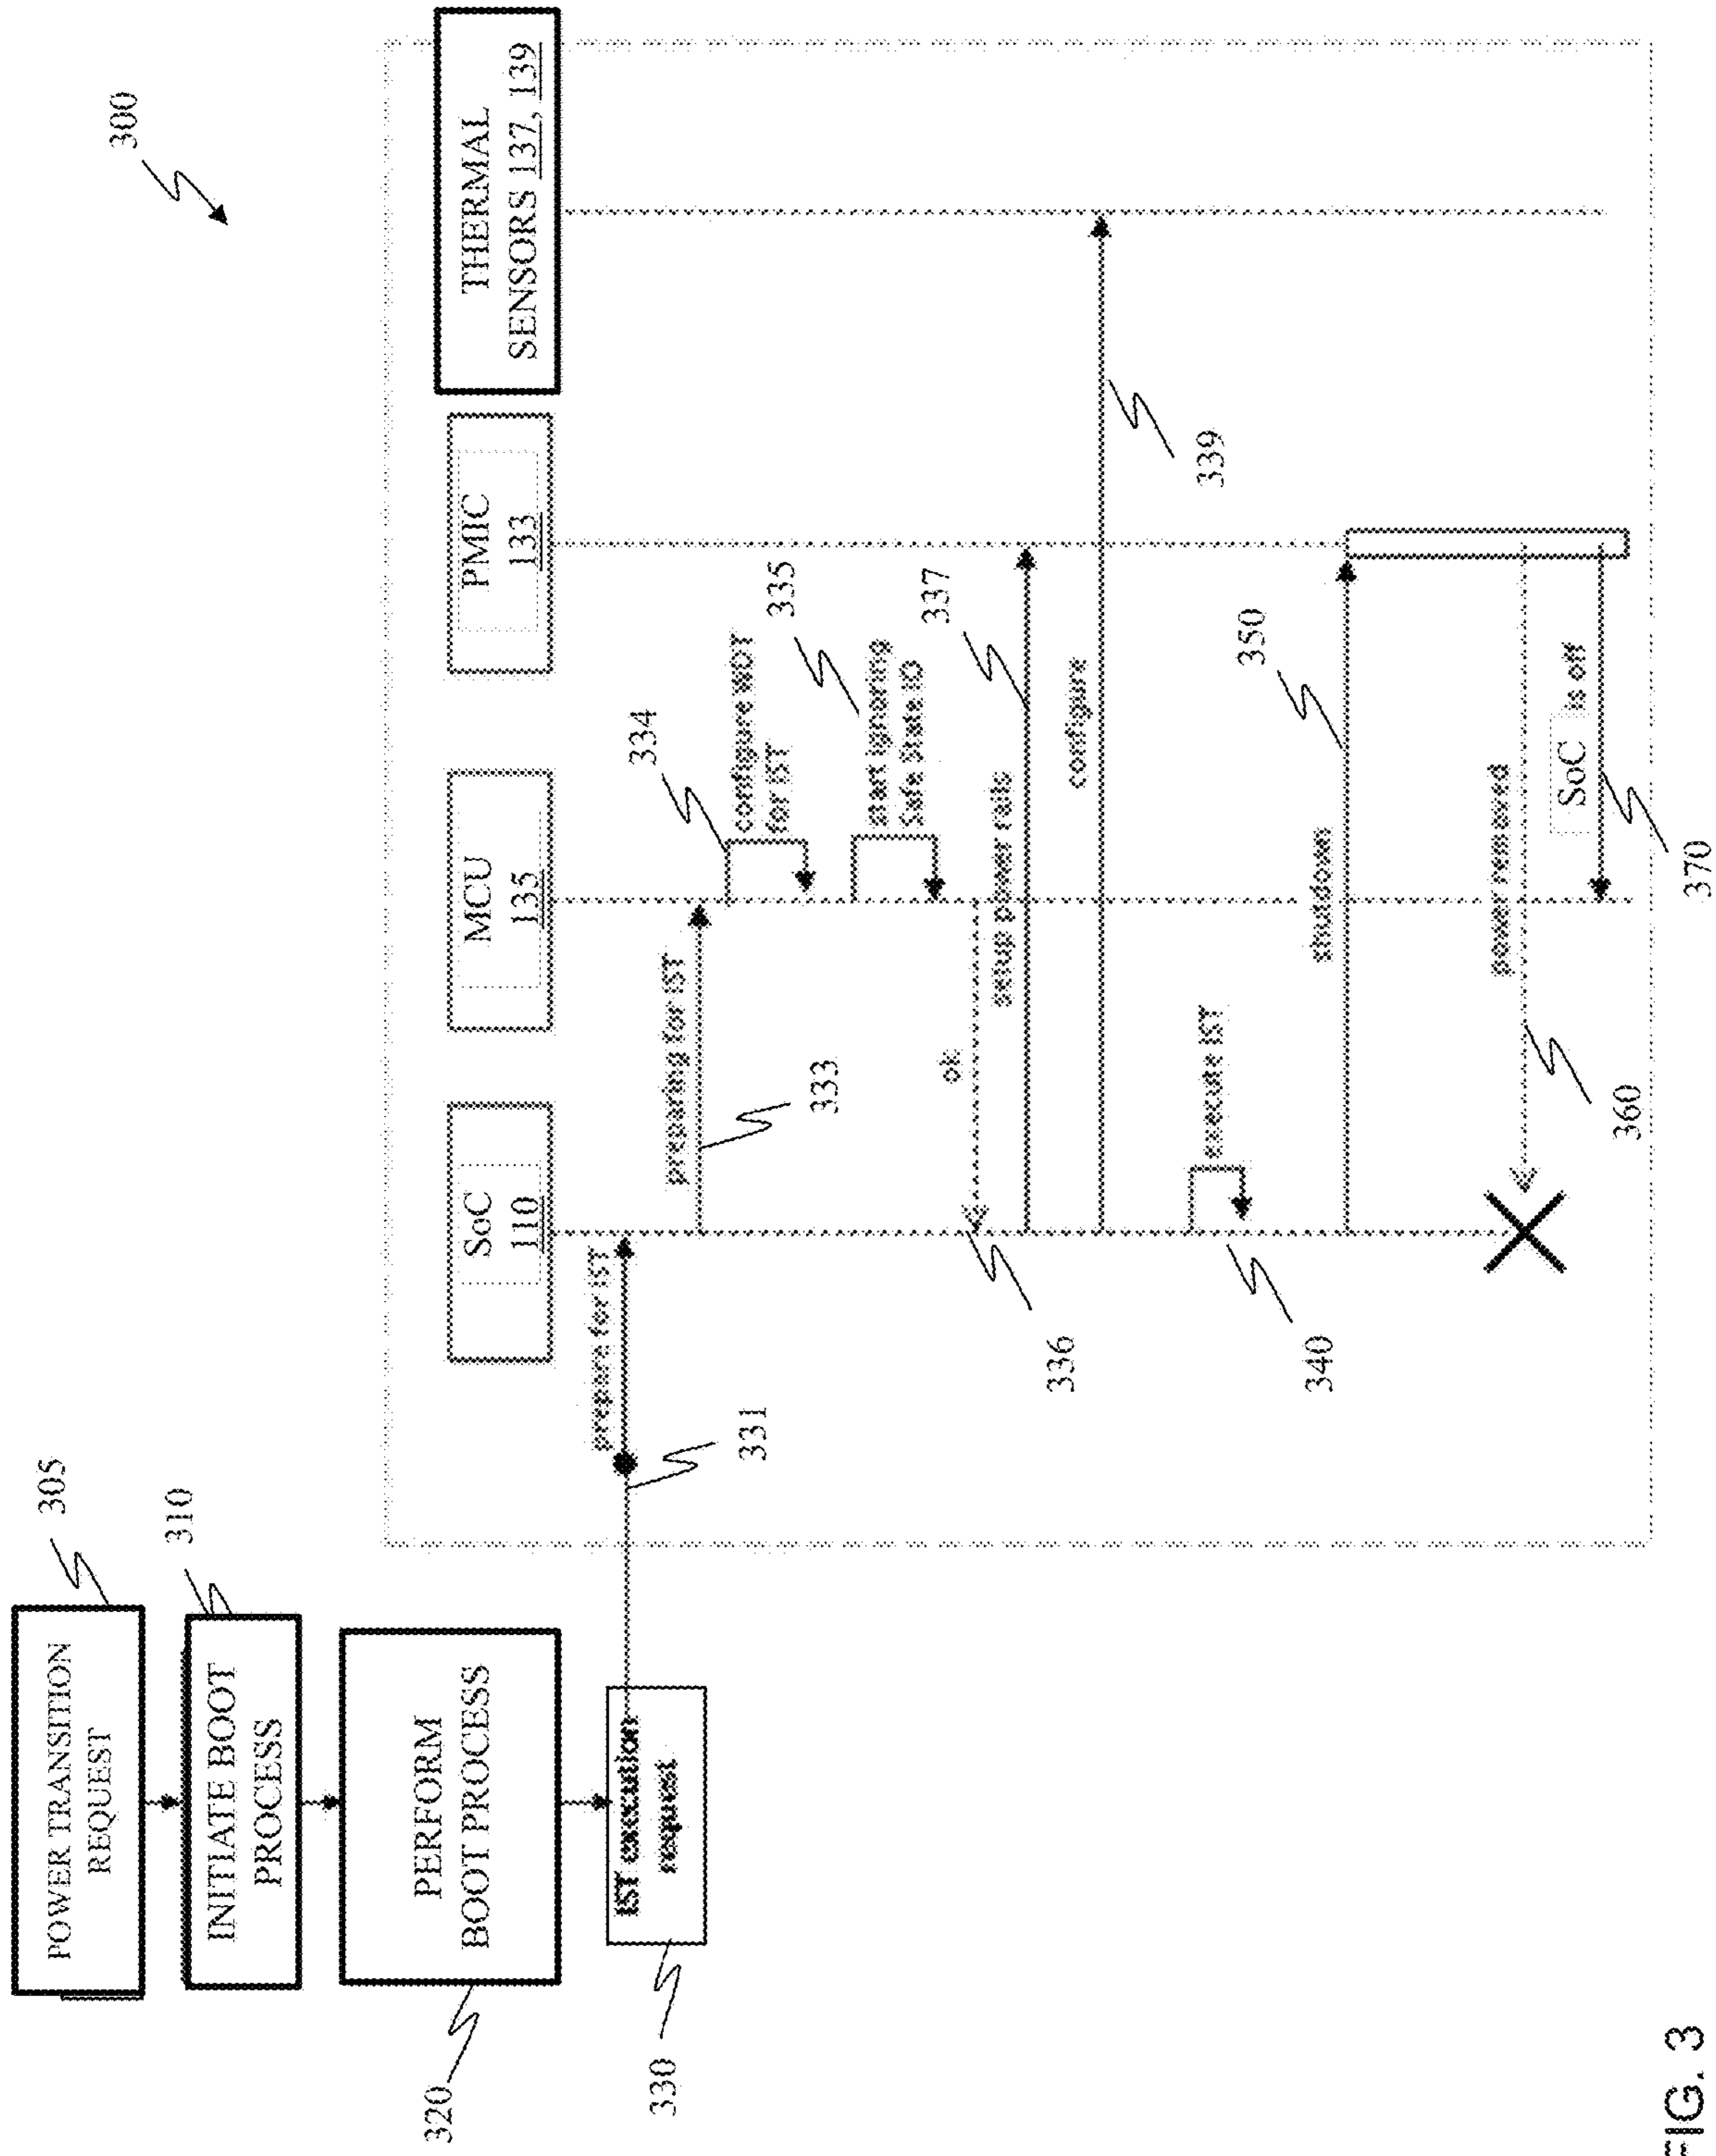 300
POWER TRANSITION
REQUEST
305
INITIATE BOOT
PROCESS
310
PERFORM
BOOT PROCESS
320
IST execution
request
330
SoC
110
MCU
135
PMIC
133
THERMAL
SENSORS 137, 139
prepare for IST
331
preparing for IST
333
334
configure WDT
for IST
335
start ignoring
Safe State IO
ok
336
setup power rails
337
configure
339
execute IST
340
shutdown
350
power removed
360
SoC is off
370
FIG. 3